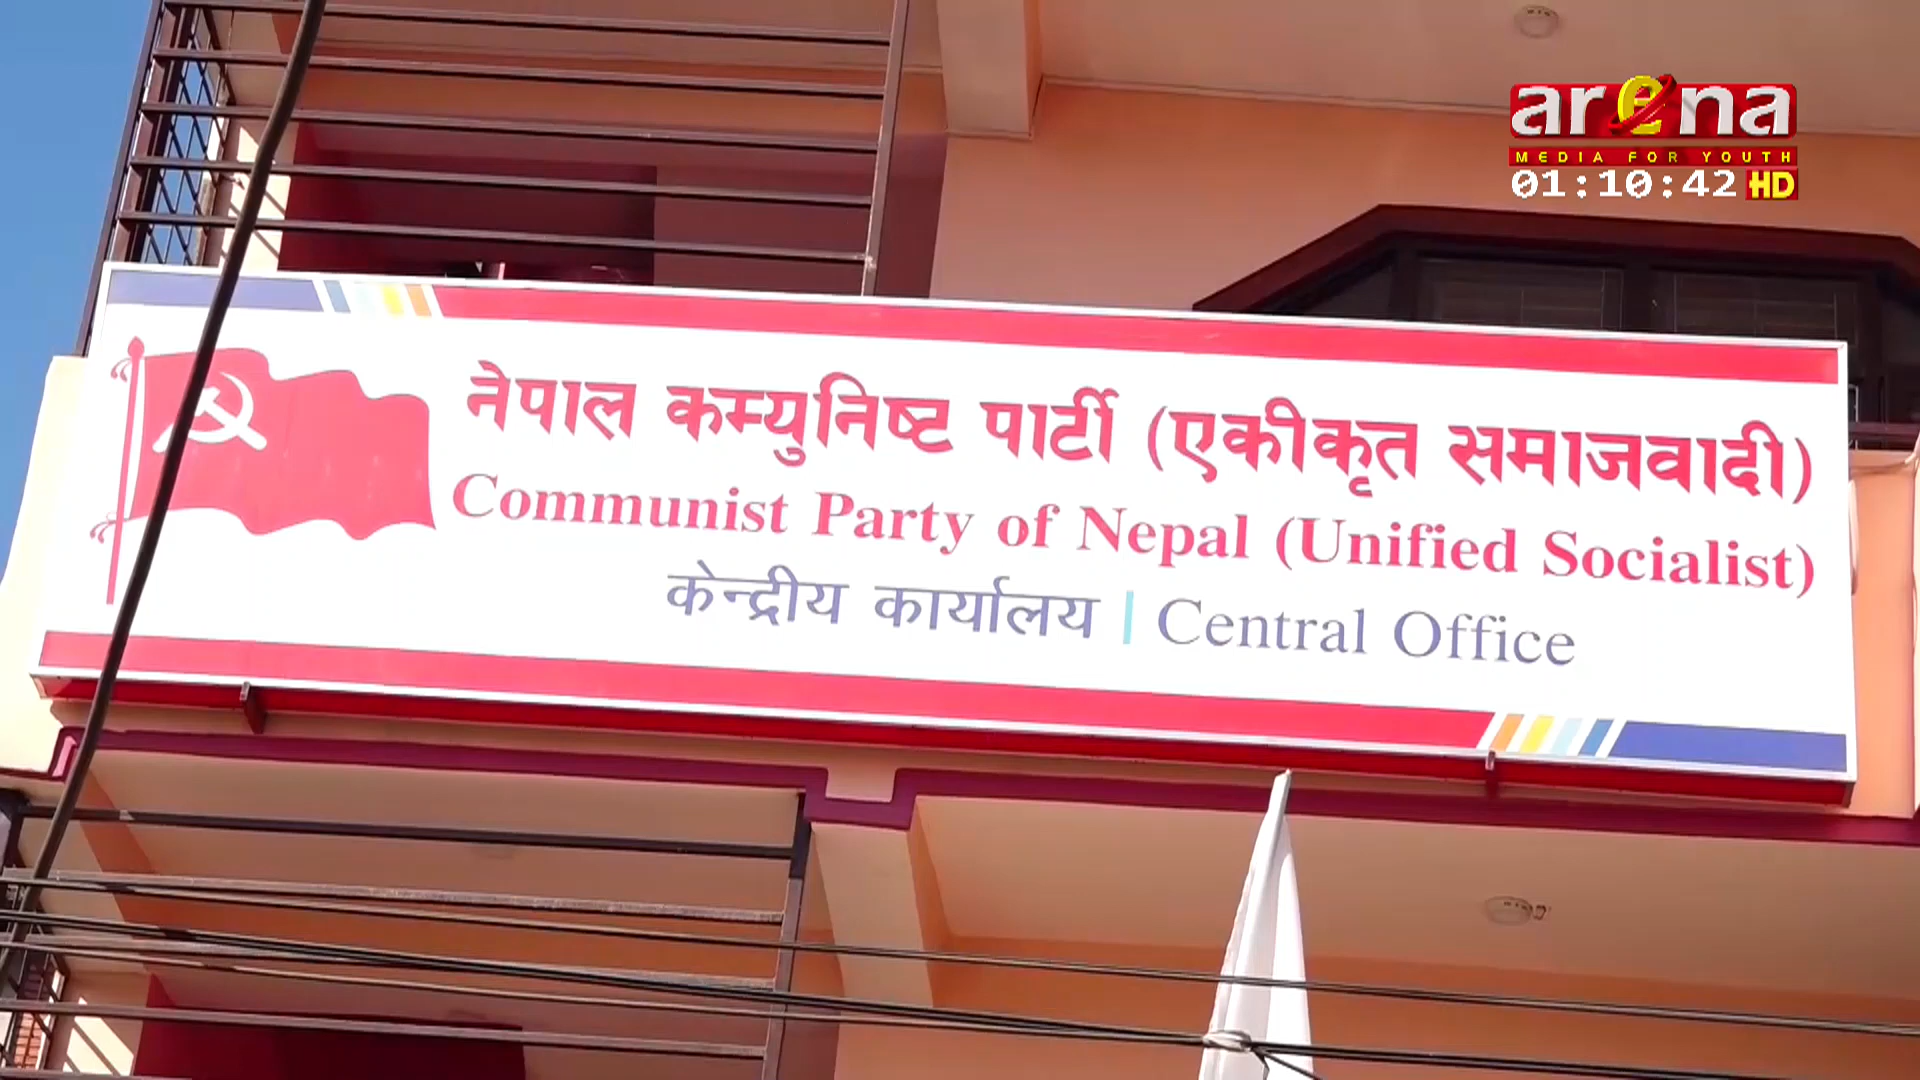 arena
MEDIA FOR YOUTH
01:10:42 HD
नेपाल कम्युनिष्ट पार्टी (एकीकृत समाजवादी)
Communist Party of Nepal (Unified Socialist)
केन्द्रीय कार्यालय | Central Office